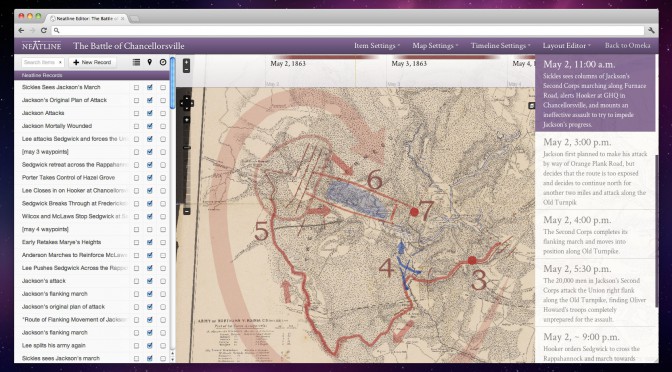 Neatline Editor: The Battle of
NEATLINE
The Battle of Chancellorsville
Item Settings
Map Settings
Timeline Settings
Layout Editor
Back to Omeka
Search items
+ New Record
Neatline Records
Sickles Sees Jackson's March
Jackson's Original Plan of Attack
Jackson Attacks
Jackson Mortally Wounded
Lee attacks Sedgwick and forces the Un
[may 3 waypoints]
Sedgwick retreat across the Rappahann
Porter Takes Control of Hazel Grove
Lee Closes in on Hooker at Chancellorsv
Sedgwick Breaks Through at Fredericks
Wilcox and McLaws Stop Sedgwick at S
[may 4 waypoints]
Early Retakes Marye's Heights
Anderson Marches to Reinforce McLaw
Lee Pushes Sedgwick Across the Rappa
Jackson's attack
Jackson's flanking march
Jackson's original plan of attack
"Route of Flanking Movement of Jackson
Jackson's flanking march
Lee splits his army again
Sickles sees Jackson's march
May 2, 1863
May 3, 1863
May 4, 1
6
7
5
4
3
May 2, 11:00 a.m.
Sickles sees columns of Jackson's
Second Corps marching along Furnace
Road, alerts Hooker at GHQ in
Chancellorsville, and mounts an
ineffective assault to try to impede
Jackson's progress.
May 2, 3:00 p.m.
Jackson first planned to make his attack
by way of Orange Plank Road, but
decides that the route is too exposed
and decides to continue north for
another two miles and attack along the
Old Turnpik
May 2, 4:00 p.m.
The Second Corps completes its
flanking march and moves into
position along Old Turnpike.
May 2, 5:30 p.m.
The 20,000 men in Jackson's Second
Corps attack the Union right flank
along the Old Turnpike, finding Oliver
Howard's troops completely
unprepared for the assault.
May 2, ~ 9:00 p.m.
Hooker orders Sedgwick to cross the
Rappahannock and march towards